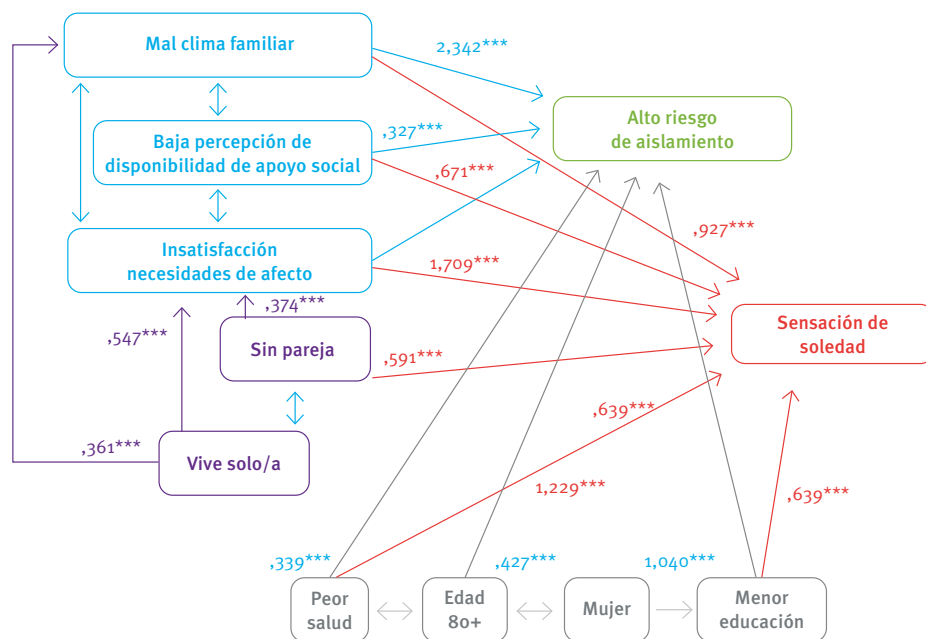 Mal clima familiar
2,342***
Alto riesgo
de aislamiento
Baja percepción de
disponibilidad de apoyo social
,327***
,671***
,927***
Insatisfacción
necesidades de afecto
1,709***
,374***
,547***
Sin pareja
,591***
Sensación de
soledad
,639***
,361***
Vive solo/a
1,229***
,639***
,339***
,427***
1,040***
Peor
salud
Edad
80+
Mujer
Menor
educación